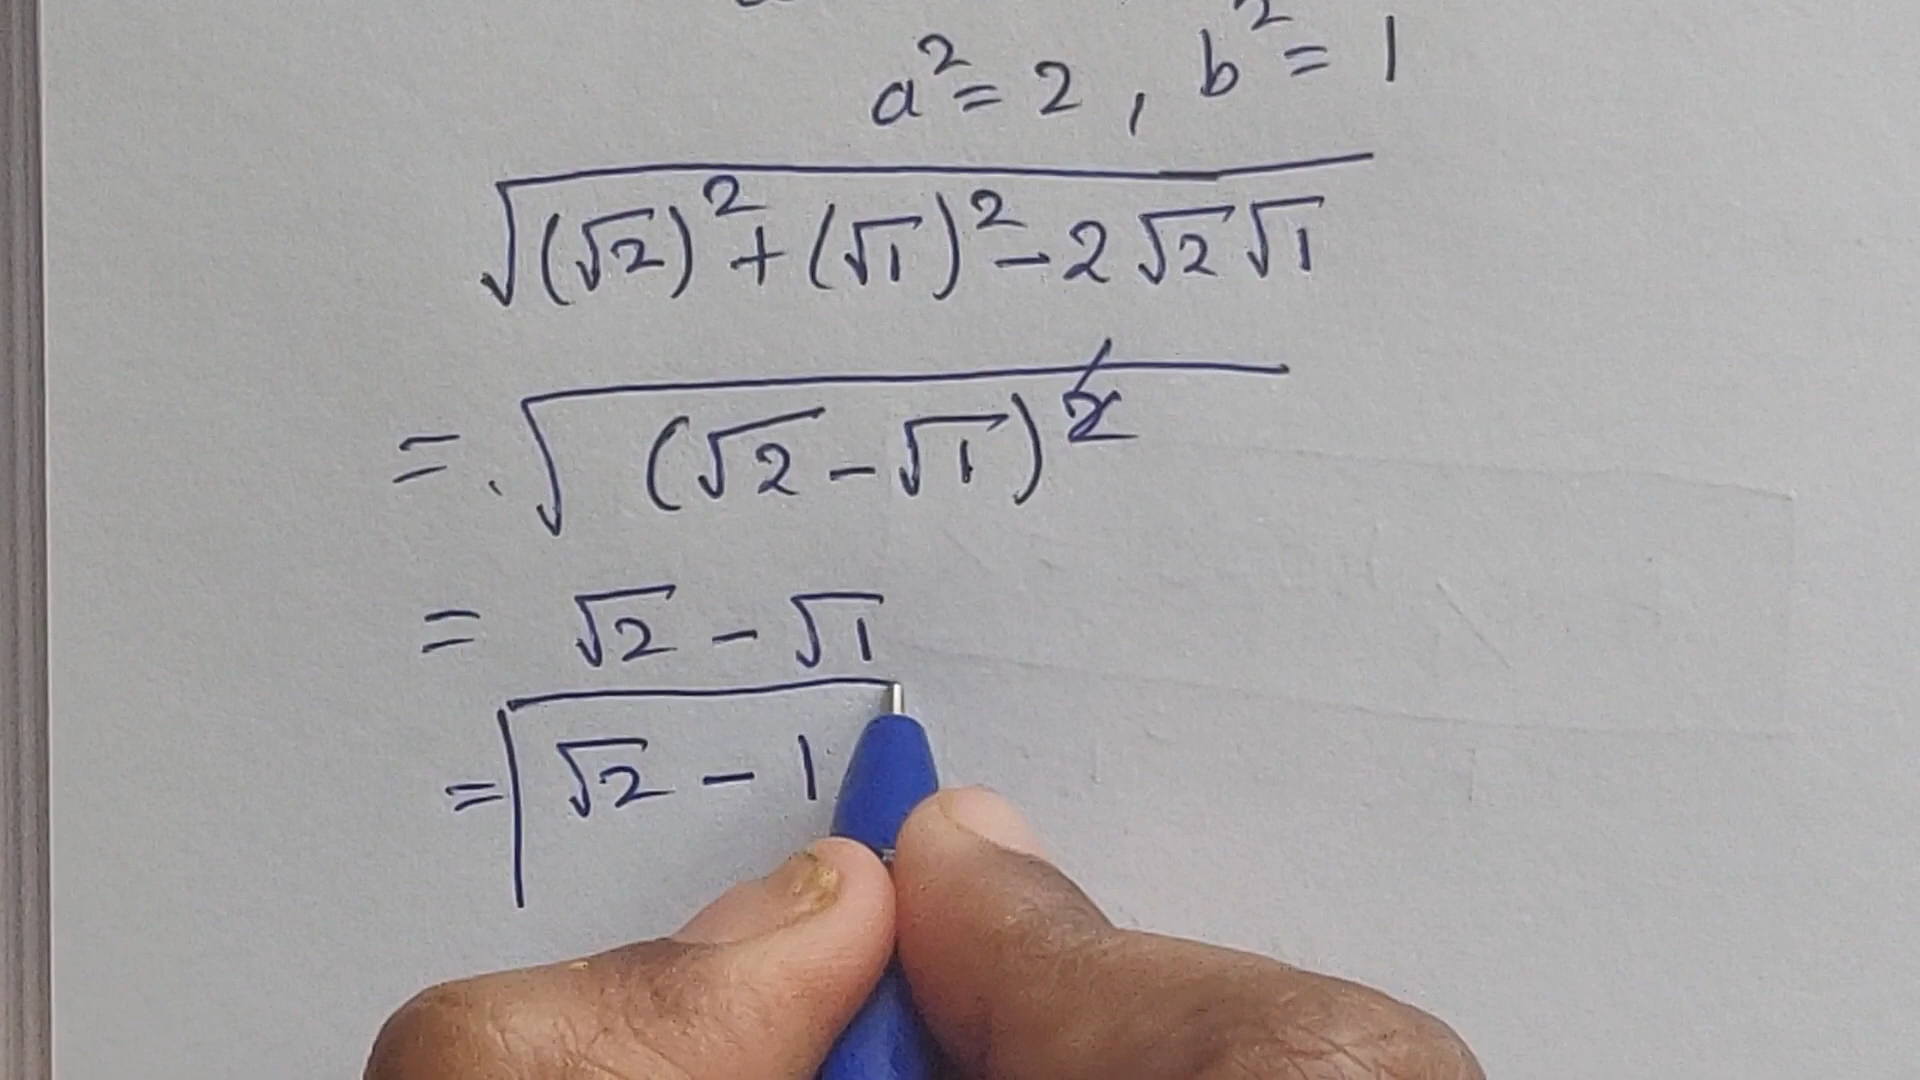 a² = 2 , b² = 1
√((√2)² + (√1)² - 2√2√1)
= √((√2 - √1)²)
= √2 - √1
= √2 - 1